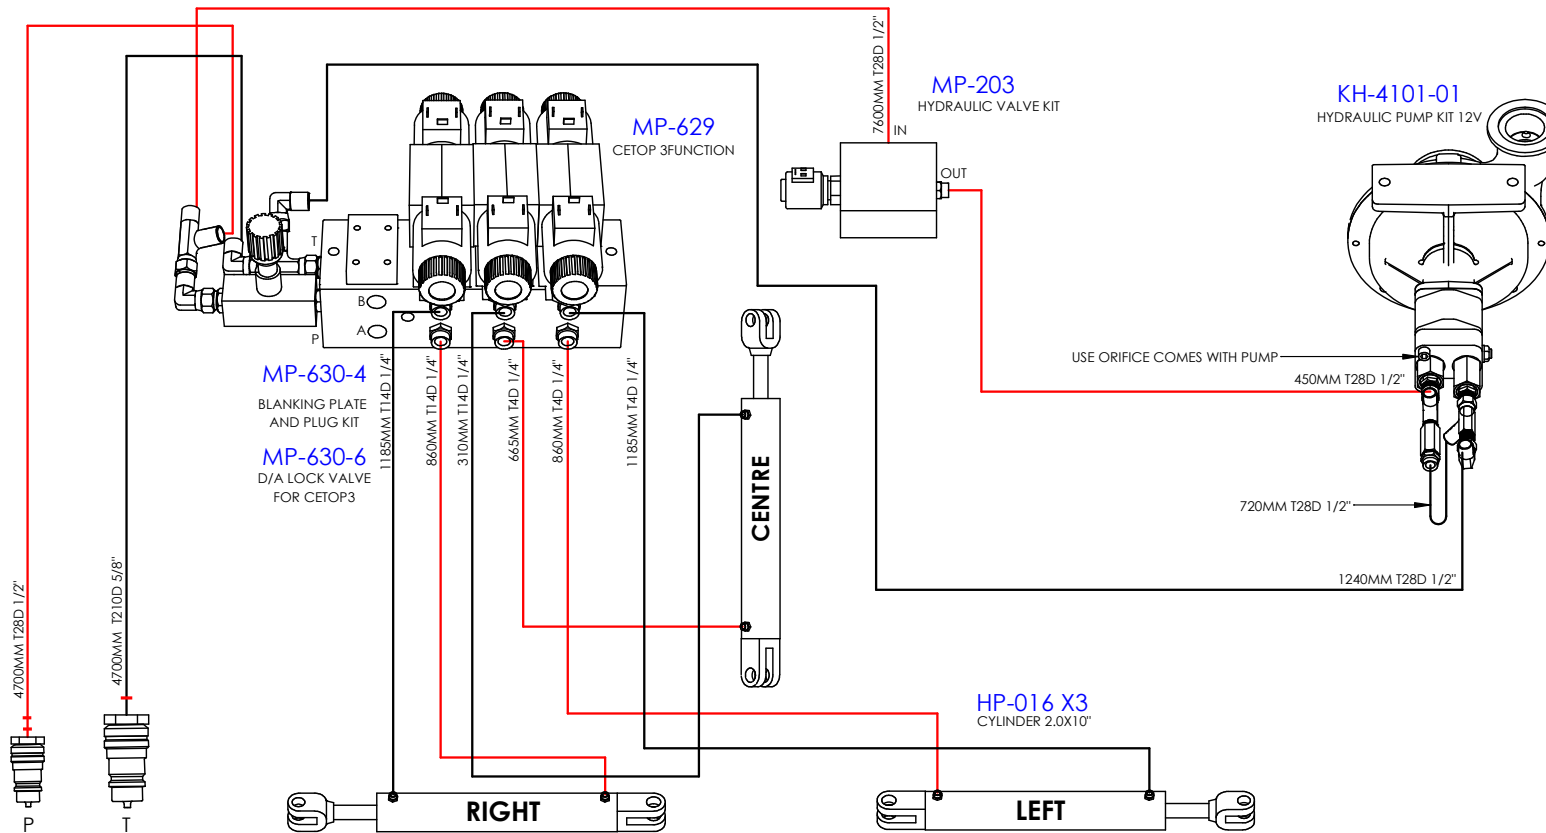 7600MM T28D 1/2"
MP-203
HYDRAULIC VALVE KIT
IN
OUT
KH-4101-01
HYDRAULIC PUMP KIT 12V
MP-629
CETOP 3FUNCTION
T
B
A
P
USE ORIFICE COMES WITH PUMP
450MM T28D 1/2"
MP-630-4
BLANKING PLATE
AND PLUG KIT
MP-630-6
D/A LOCK VALVE
FOR CETOP3
1185MM T14D 1/4"
860MM T14D 1/4"
310MM T14D 1/4"
665MM T4D 1/4"
860MM T4D 1/4"
1185MM T4D 1/4"
CENTRE
720MM T28D 1/2"
1240MM T28D 1/2"
4700MM T28D 1/2"
4700MM T210D 5/8"
HP-016 X3
CYLINDER 2.0X10"
RIGHT
LEFT
P
T